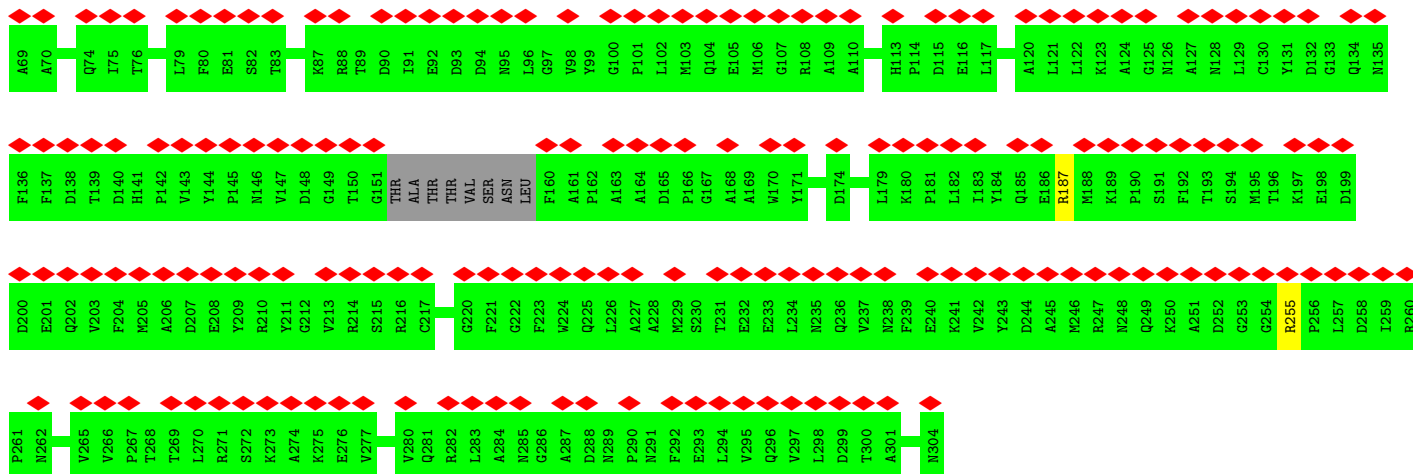 A69 A70 Q74 I75 T76 L79 F80 E81 S82 T83 K87 R88 T89 D90 I91 E92 D93 D94 N95 L96 G97 V98 Y99 G100 P101 L102 M103 Q104 E105 M106 G107 R108 A109 A110 H113 P114 D115 E116 L117 A120 L121 L122 K123 A124 G125 N126 A127 N128 L129 C130 Y131 D132 G133 Q134 N135
F136 F137 D138 T139 D140 H141 P142 V143 Y144 P145 N146 V147 D148 G149 T150 G151 THR ALA THR THR VAL SER ASN LEU F160 A161 P162 A163 A164 D165 P166 G167 A168 A169 W170 Y171 D174 L179 K180 P181 L182 I183 Y184 Q185 E186 R187 M188 K189 P190 S191 F192 T193 S194 M195 T196 K197 E198 D199
D200 E201 Q202 V203 F204 M205 A206 D207 E208 Y209 R210 Y211 G212 V213 R214 S215 R216 C217 G220 F221 G222 F223 W224 Q225 L226 A227 A228 M229 S230 T231 E232 E233 L234 N235 Q236 V237 N238 F239 E240 K241 V242 Y243 D244 A245 M246 R247 N248 Q249 K250 A251 D252 G253 G254 R255 P256 L257 D258 I259 R260
P261 N262 V265 V266 P267 T268 T269 L270 R271 S272 K273 A274 K275 E276 V277 V280 Q281 R282 L283 A284 N285 G286 A287 D288 N289 P290 N291 F292 E293 L294 V295 Q296 V297 L298 D299 T300 A301 N304